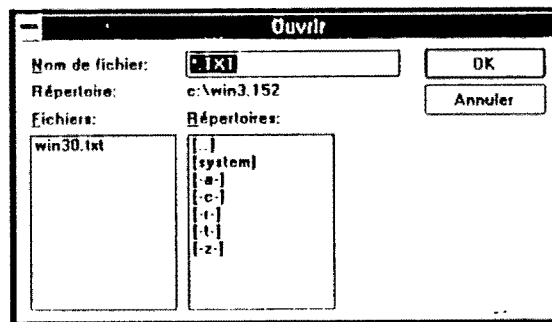 Ouvrir
Nom de fichier: *.TXT OK
Répertoire: c:\win3.152 Annuler
Fichiers: Répertoires:
win30.txt [..]
[system]
[-a-]
[-c-]
[-r-]
[-t-]
[-z-]